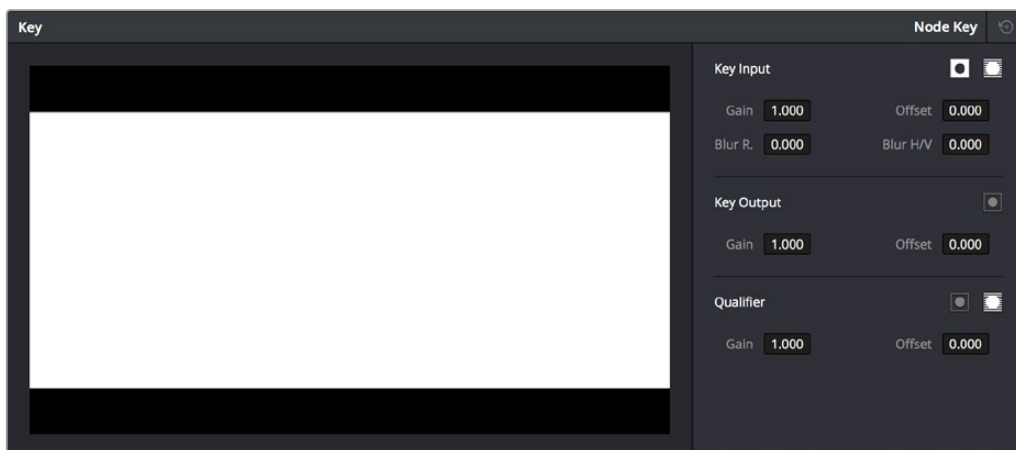 Key Node Key
Key Input
Gain 1.000 Offset 0.000
Blur R. 0.000 Blur H/V 0.000
Key Output
Gain 1.000 Offset 0.000
Qualifier
Gain 1.000 Offset 0.000